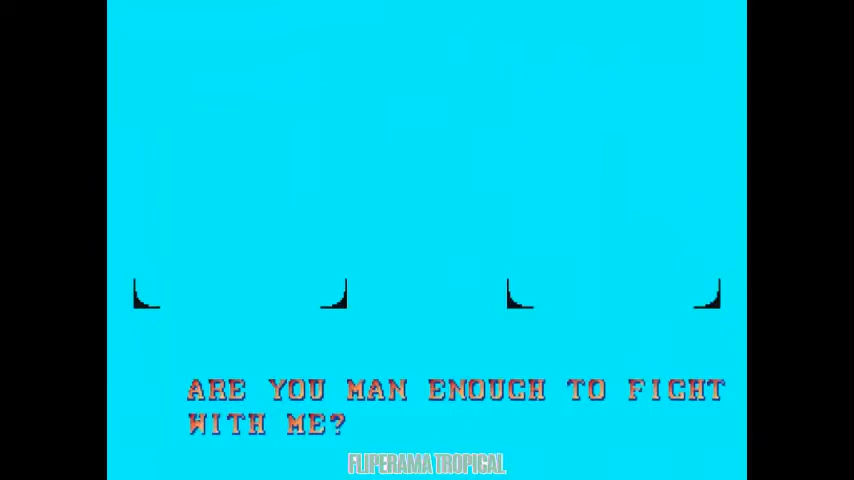 ARE YOU MAN ENOUGH TO FIGHT
WITH ME?
FLIPERAMA TROPICAL